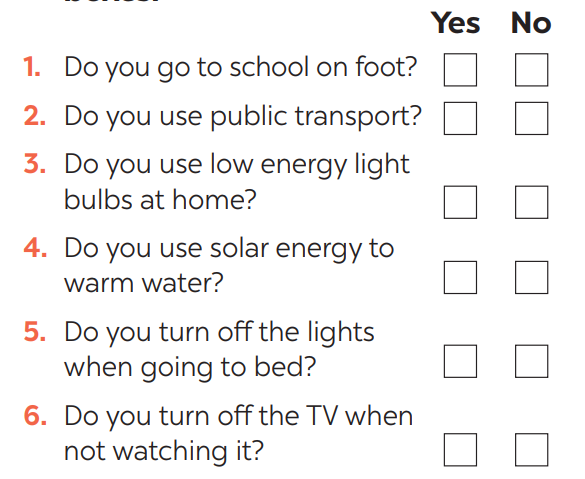 Yes No
1. Do you go to school on foot?
2. Do you use public transport?
3. Do you use low energy light
bulbs at home?
4. Do you use solar energy to
warm water?
5. Do you turn off the lights
when going to bed?
6. Do you turn off the TV when
not watching it?